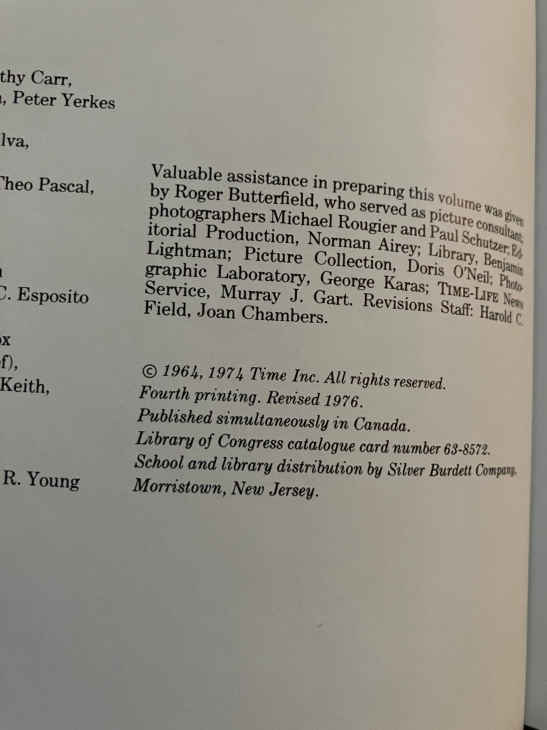 thy Carr,
, Peter Yerkes
lva,
Theo Pascal,
C. Esposito
ox
f),
Keith,
R. Young
Valuable assistance in preparing this volume was given
by Roger Butterfield, who served as picture consultant;
photographers Michael Rougier and Paul Schutzer; Ed-
itorial Production, Norman Airey; Library, Benjamin
Lightman; Picture Collection, Doris O'Neil; Photo-
graphic Laboratory, George Karas; TIME-LIFE News
Service, Murray J. Gart. Revisions Staff: Harold C.
Field, Joan Chambers.
© 1964, 1974 Time Inc. All rights reserved.
Fourth printing. Revised 1976.
Published simultaneously in Canada.
Library of Congress catalogue card number 63-8572.
School and library distribution by Silver Burdett Company,
Morristown, New Jersey.